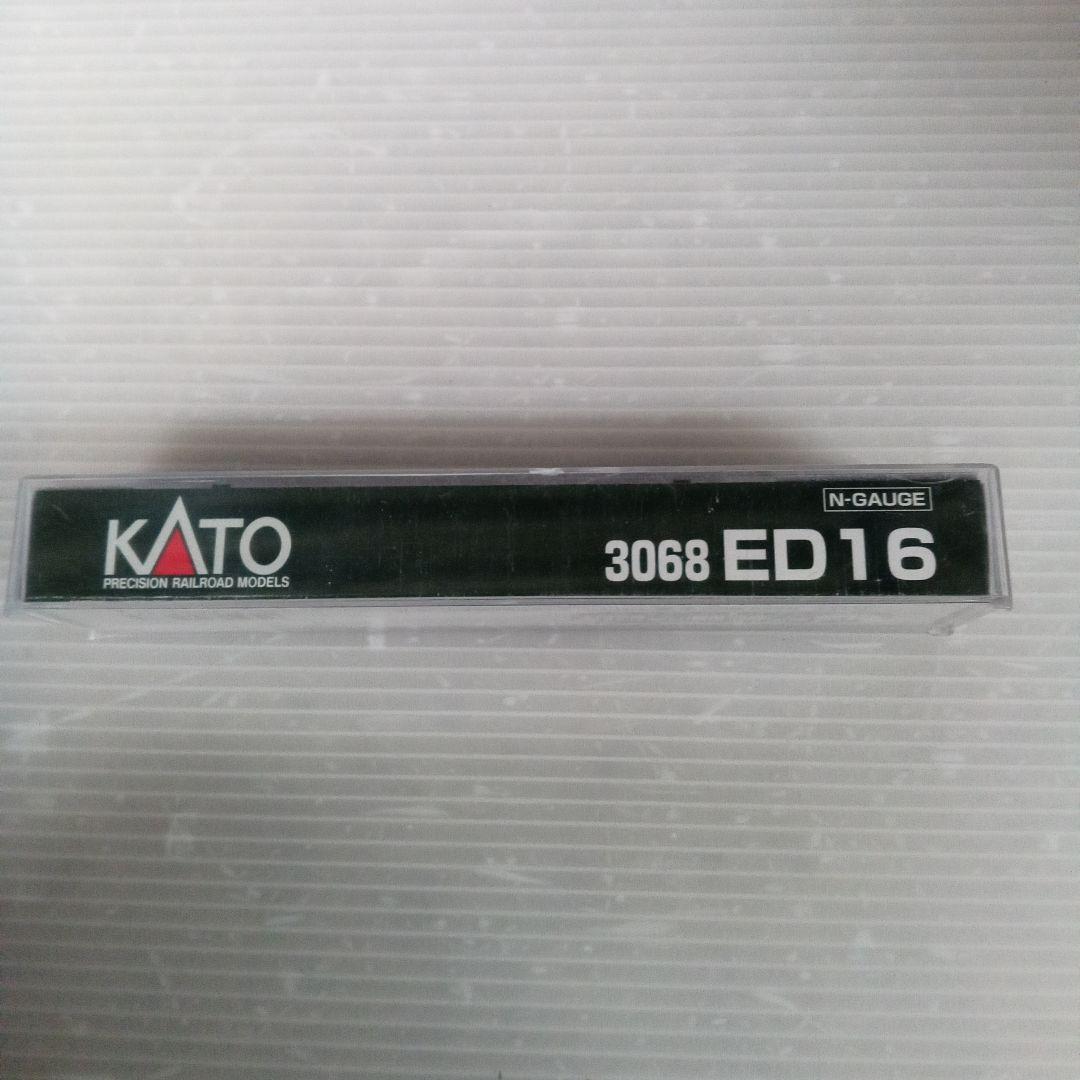 KATO
PRECISION RAILROAD MODELS
N-GAUGE
3068 ED16